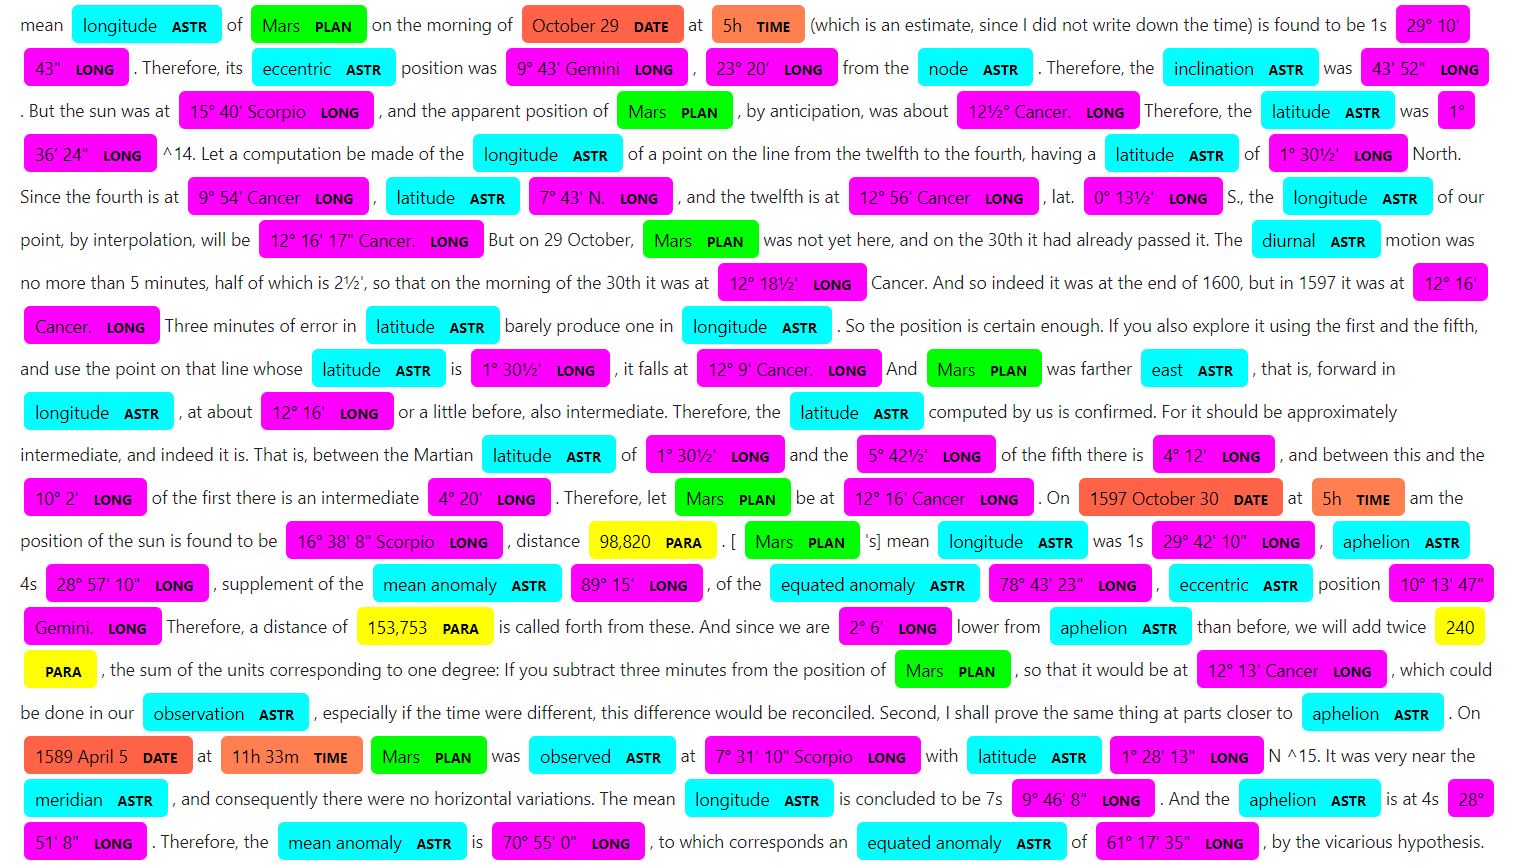 mean longitude ASTR of Mars PLAN on the morning of October 29 DATE at 5h TIME (which is an estimate, since I did not write down the time) is found to be 1s 29° 10'
43" LONG . Therefore, its eccentric ASTR position was 9° 43' Gemini LONG , 23° 20' LONG from the node ASTR . Therefore, the inclination ASTR was 43' 52" LONG
. But the sun was at 15° 40' Scorpio LONG , and the apparent position of Mars PLAN , by anticipation, was about 12½° Cancer. LONG Therefore, the latitude ASTR was 1°
36' 24" LONG ^14. Let a computation be made of the longitude ASTR of a point on the line from the twelfth to the fourth, having a latitude ASTR of 1° 30½' LONG North.
Since the fourth is at 9° 54' Cancer LONG , latitude ASTR 7° 43' N. LONG , and the twelfth is at 12° 56' Cancer LONG , lat. 0° 13½' LONG S., the longitude ASTR of our
point, by interpolation, will be 12° 16' 17" Cancer. LONG But on 29 October, Mars PLAN was not yet here, and on the 30th it had already passed it. The diurnal ASTR motion was
no more than 5 minutes, half of which is 2½', so that on the morning of the 30th it was at 12° 18½' LONG Cancer. And so indeed it was at the end of 1600, but in 1597 it was at 12° 16'
Cancer. LONG Three minutes of error in latitude ASTR barely produce one in longitude ASTR . So the position is certain enough. If you also explore it using the first and the fifth,
and use the point on that line whose latitude ASTR is 1° 30½' LONG , it falls at 12° 9' Cancer. LONG And Mars PLAN was farther east ASTR , that is, forward in
longitude ASTR , at about 12° 16' LONG or a little before, also intermediate. Therefore, the latitude ASTR computed by us is confirmed. For it should be approximately
intermediate, and indeed it is. That is, between the Martian latitude ASTR of 1° 30½' LONG and the 5° 42½' LONG of the fifth there is 4° 12' LONG , and between this and the
10° 2' LONG of the first there is an intermediate 4° 20' LONG . Therefore, let Mars PLAN be at 12° 16' Cancer LONG . On 1597 October 30 DATE at 5h TIME am the
position of the sun is found to be 16° 38' 8" Scorpio LONG , distance 98,820 PARA . [ Mars PLAN 's] mean longitude ASTR was 1s 29° 42' 10" LONG , aphelion ASTR
4s 28° 57' 10" LONG , supplement of the mean anomaly ASTR 89° 15' LONG , of the equated anomaly ASTR 78° 43' 23" LONG , eccentric ASTR position 10° 13' 47"
Gemini. LONG Therefore, a distance of 153,753 PARA is called forth from these. And since we are 2° 6' LONG lower from aphelion ASTR than before, we will add twice 240
PARA , the sum of the units corresponding to one degree: If you subtract three minutes from the position of Mars PLAN , so that it would be at 12° 13' Cancer LONG , which could
be done in our observation ASTR , especially if the time were different, this difference would be reconciled. Second, I shall prove the same thing at parts closer to aphelion ASTR . On
1589 April 5 DATE at 11h 33m TIME Mars PLAN was observed ASTR at 7° 31' 10" Scorpio LONG with latitude ASTR 1° 28' 13" LONG N ^15. It was very near the
meridian ASTR , and consequently there were no horizontal variations. The mean longitude ASTR is concluded to be 7s 9° 46' 8" LONG . And the aphelion ASTR is at 4s 28°
51' 8" LONG . Therefore, the mean anomaly ASTR is 70° 55' 0" LONG , to which corresponds an equated anomaly ASTR of 61° 17' 35" LONG , by the vicarious hypothesis.